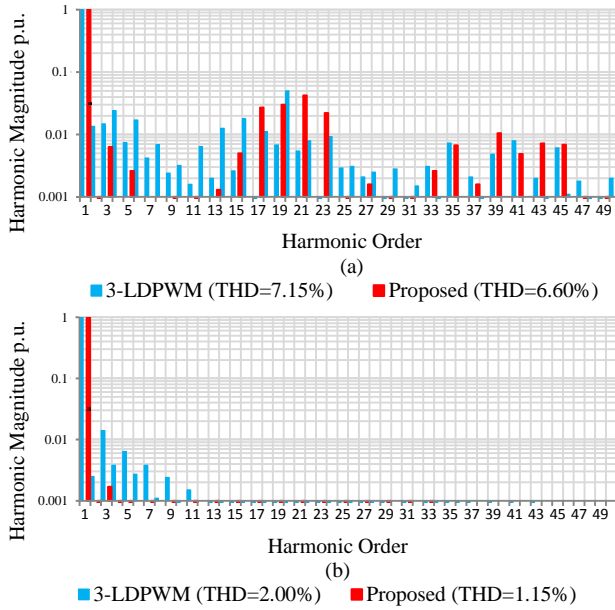 Harmonic Magnitude p.u.
1
0.1
0.01
0.001
1 3 5 7 9 11 13 15 17 19 21 23 25 27 29 31 33 35 37 39 41 43 45 47 49
Harmonic Order
(a)
3-LDPWM (THD=7.15%) Proposed (THD=6.60%)
Harmonic Magnitude p.u.
1
0.1
0.01
0.001
1 3 5 7 9 11 13 15 17 19 21 23 25 27 29 31 33 35 37 39 41 43 45 47 49
Harmonic Order
(b)
3-LDPWM (THD=2.00%) Proposed (THD=1.15%)